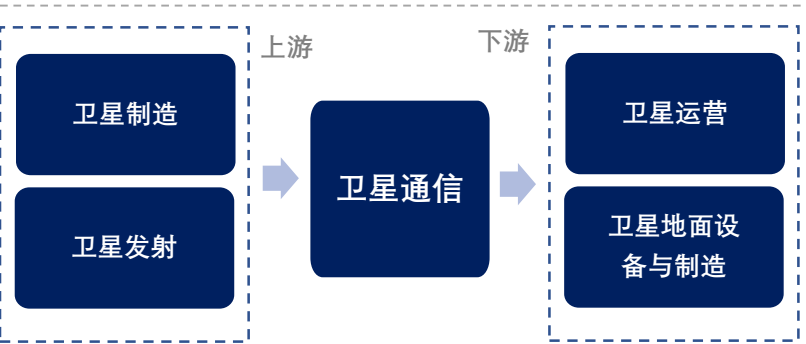 上游
下游
卫星制造
卫星发射
卫星通信
卫星运营
卫星地面设
备与制造